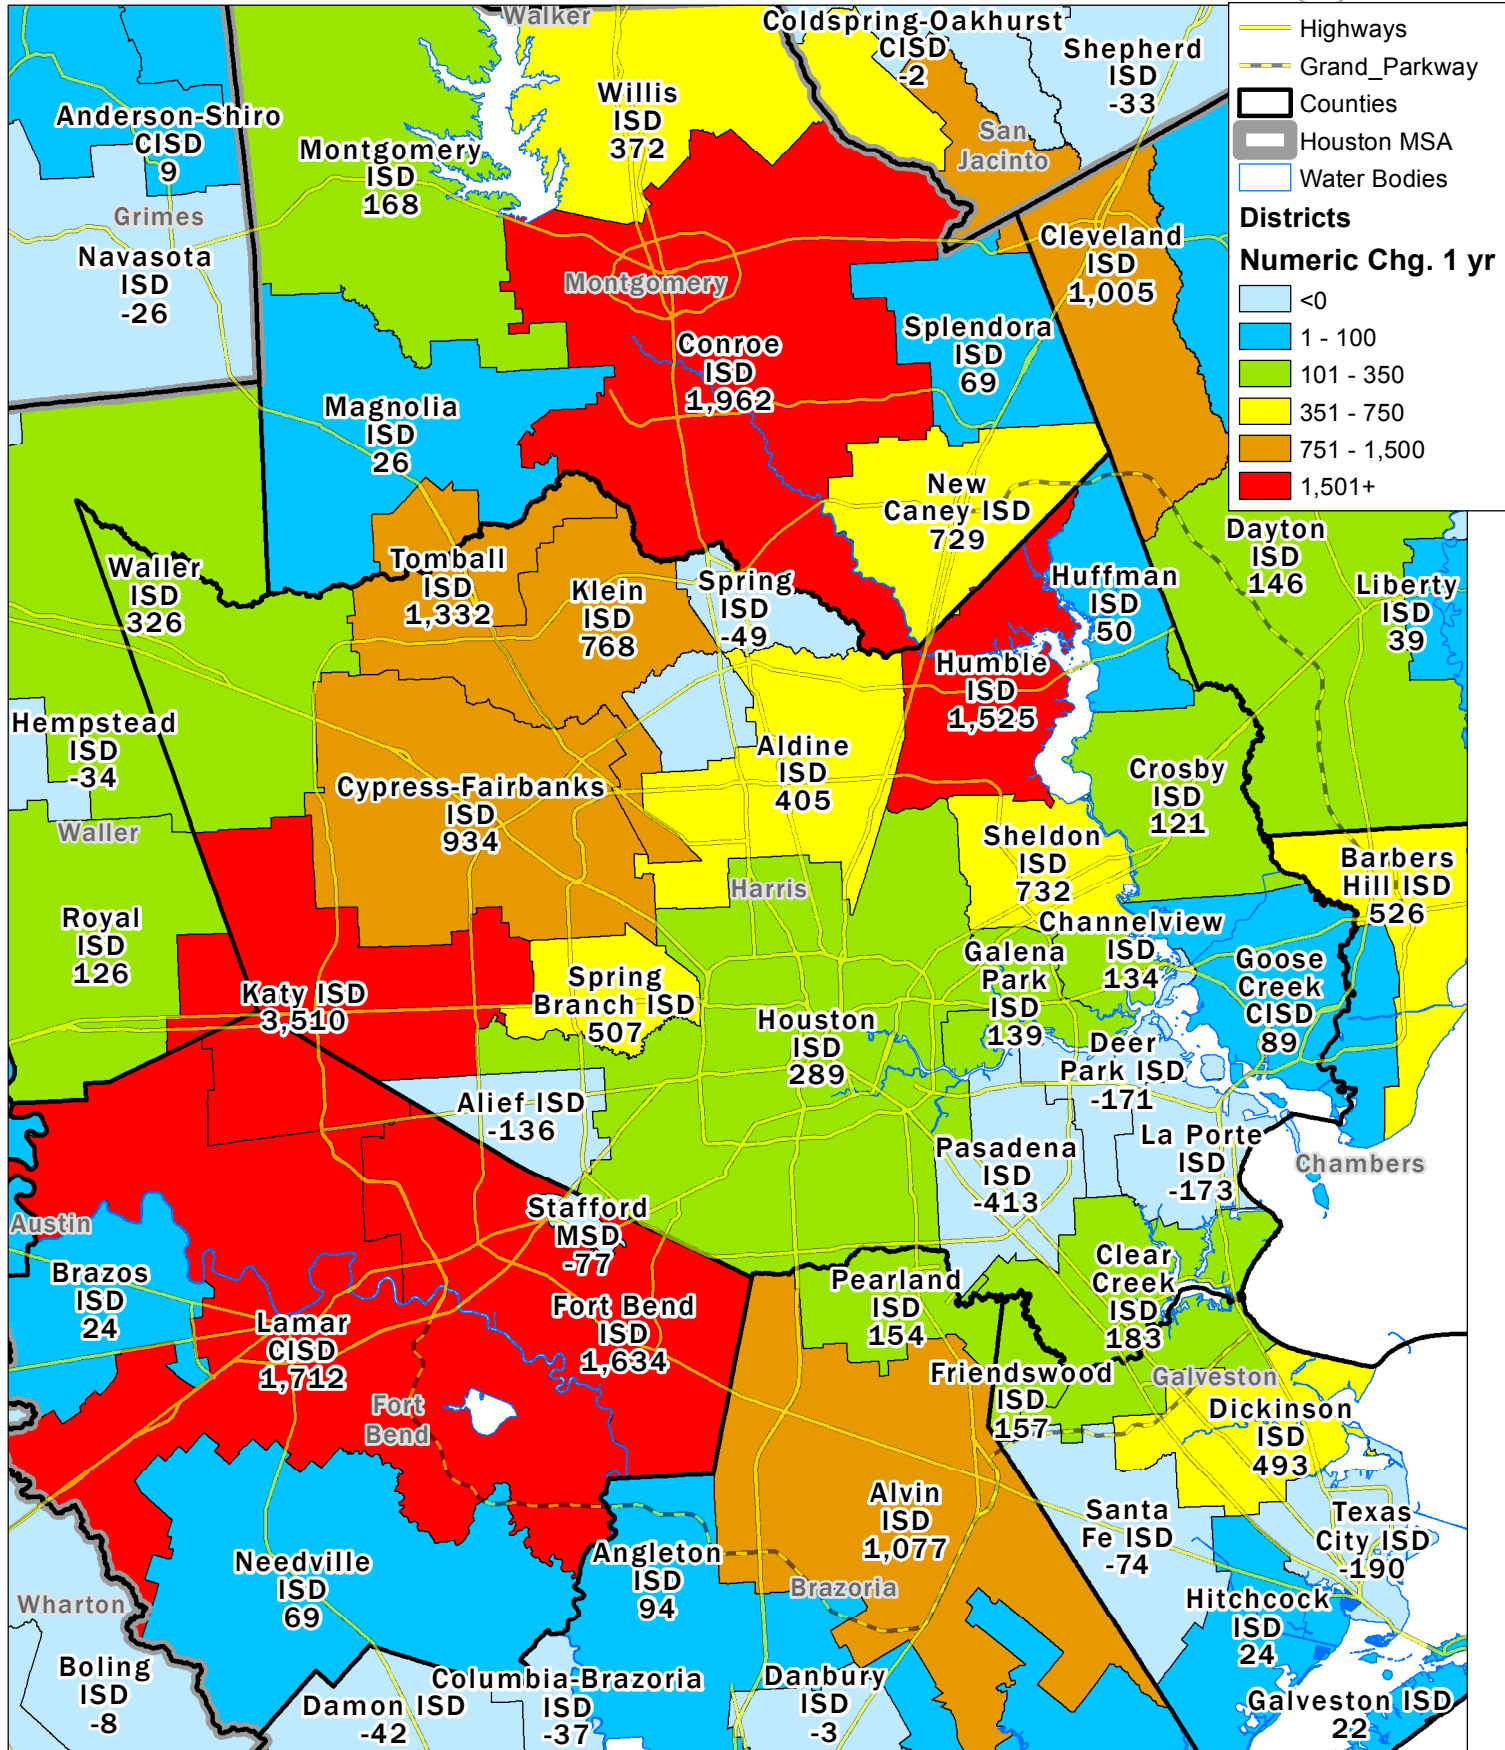 Walker
Coldspring-Oakhurst
CISD
-2
Shepherd
ISD
-33
Highways
Grand_Parkway
Counties
Houston MSA
Water Bodies
Districts
Numeric Chg. 1 yr
<0
1 - 100
101 - 350
351 - 750
751 - 1,500
1,501+
Anderson-Shiro
CISD
9
Montgomery
ISD
168
Willis
ISD
372
San
Jacinto
Grimes
Navasota
ISD
-26
Montgomery
Cleveland
ISD
1,005
Conroe
ISD
1,962
Splendora
ISD
69
Magnolia
ISD
26
New
Caney ISD
729
Dayton
ISD
146
Waller
ISD
326
Tomball
ISD
1,332
Klein
ISD
768
Spring
ISD
-49
Huffman
ISD
50
Liberty
ISD
39
Humble
ISD
1,525
Hempstead
ISD
-34
Cypress-Fairbanks
ISD
934
Aldine
ISD
405
Crosby
ISD
121
Waller
Harris
Sheldon
ISD
732
Barbers
Hill ISD
526
Royal
ISD
126
Katy ISD
3,510
Spring
Branch ISD
507
Houston
ISD
289
Galena
Park
ISD
139
Channelview
ISD
134
Goose
Creek
CISD
89
Alief ISD
-136
Deer
Park ISD
-171
Pasadena
ISD
-413
La Porte
ISD
-173
Chambers
Austin
Stafford
MSD
-77
Brazos
ISD
24
Lamar
CISD
1,712
Fort Bend
ISD
1,634
Pearland
ISD
154
Clear
Creek
ISD
183
Fort
Bend
Friendswood
ISD
157
Galveston
Dickinson
ISD
493
Alvin
ISD
1,077
Santa
Fe ISD
-74
Texas
City ISD
-190
Needville
ISD
69
Angleton
ISD
94
Brazoria
Hitchcock
ISD
24
Wharton
Boling
ISD
-8
Damon ISD
-42
Columbia-Brazoria
ISD
-37
Danbury
ISD
-3
Galveston ISD
22